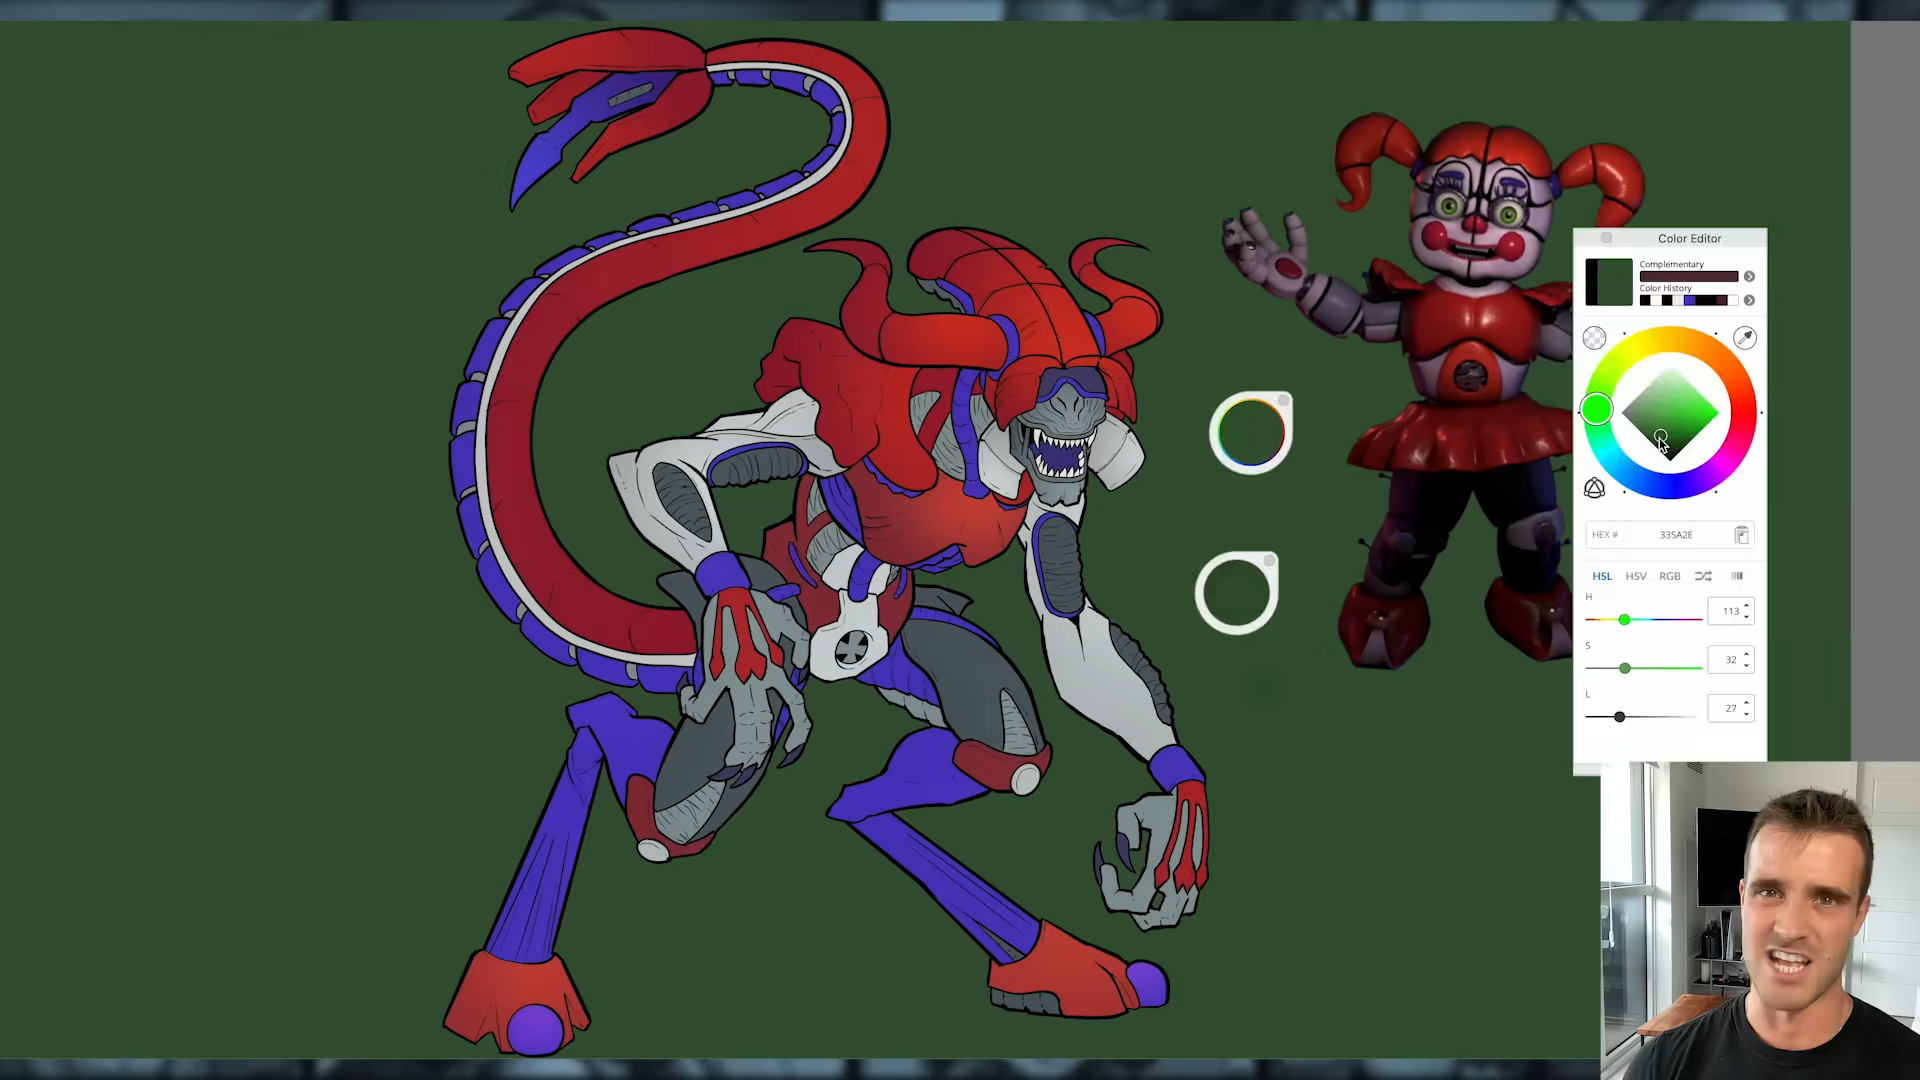 Color Editor
Complementary
Color History
HEX #
335A2E
HSL HSV RGB
H
113
S
32
L
27